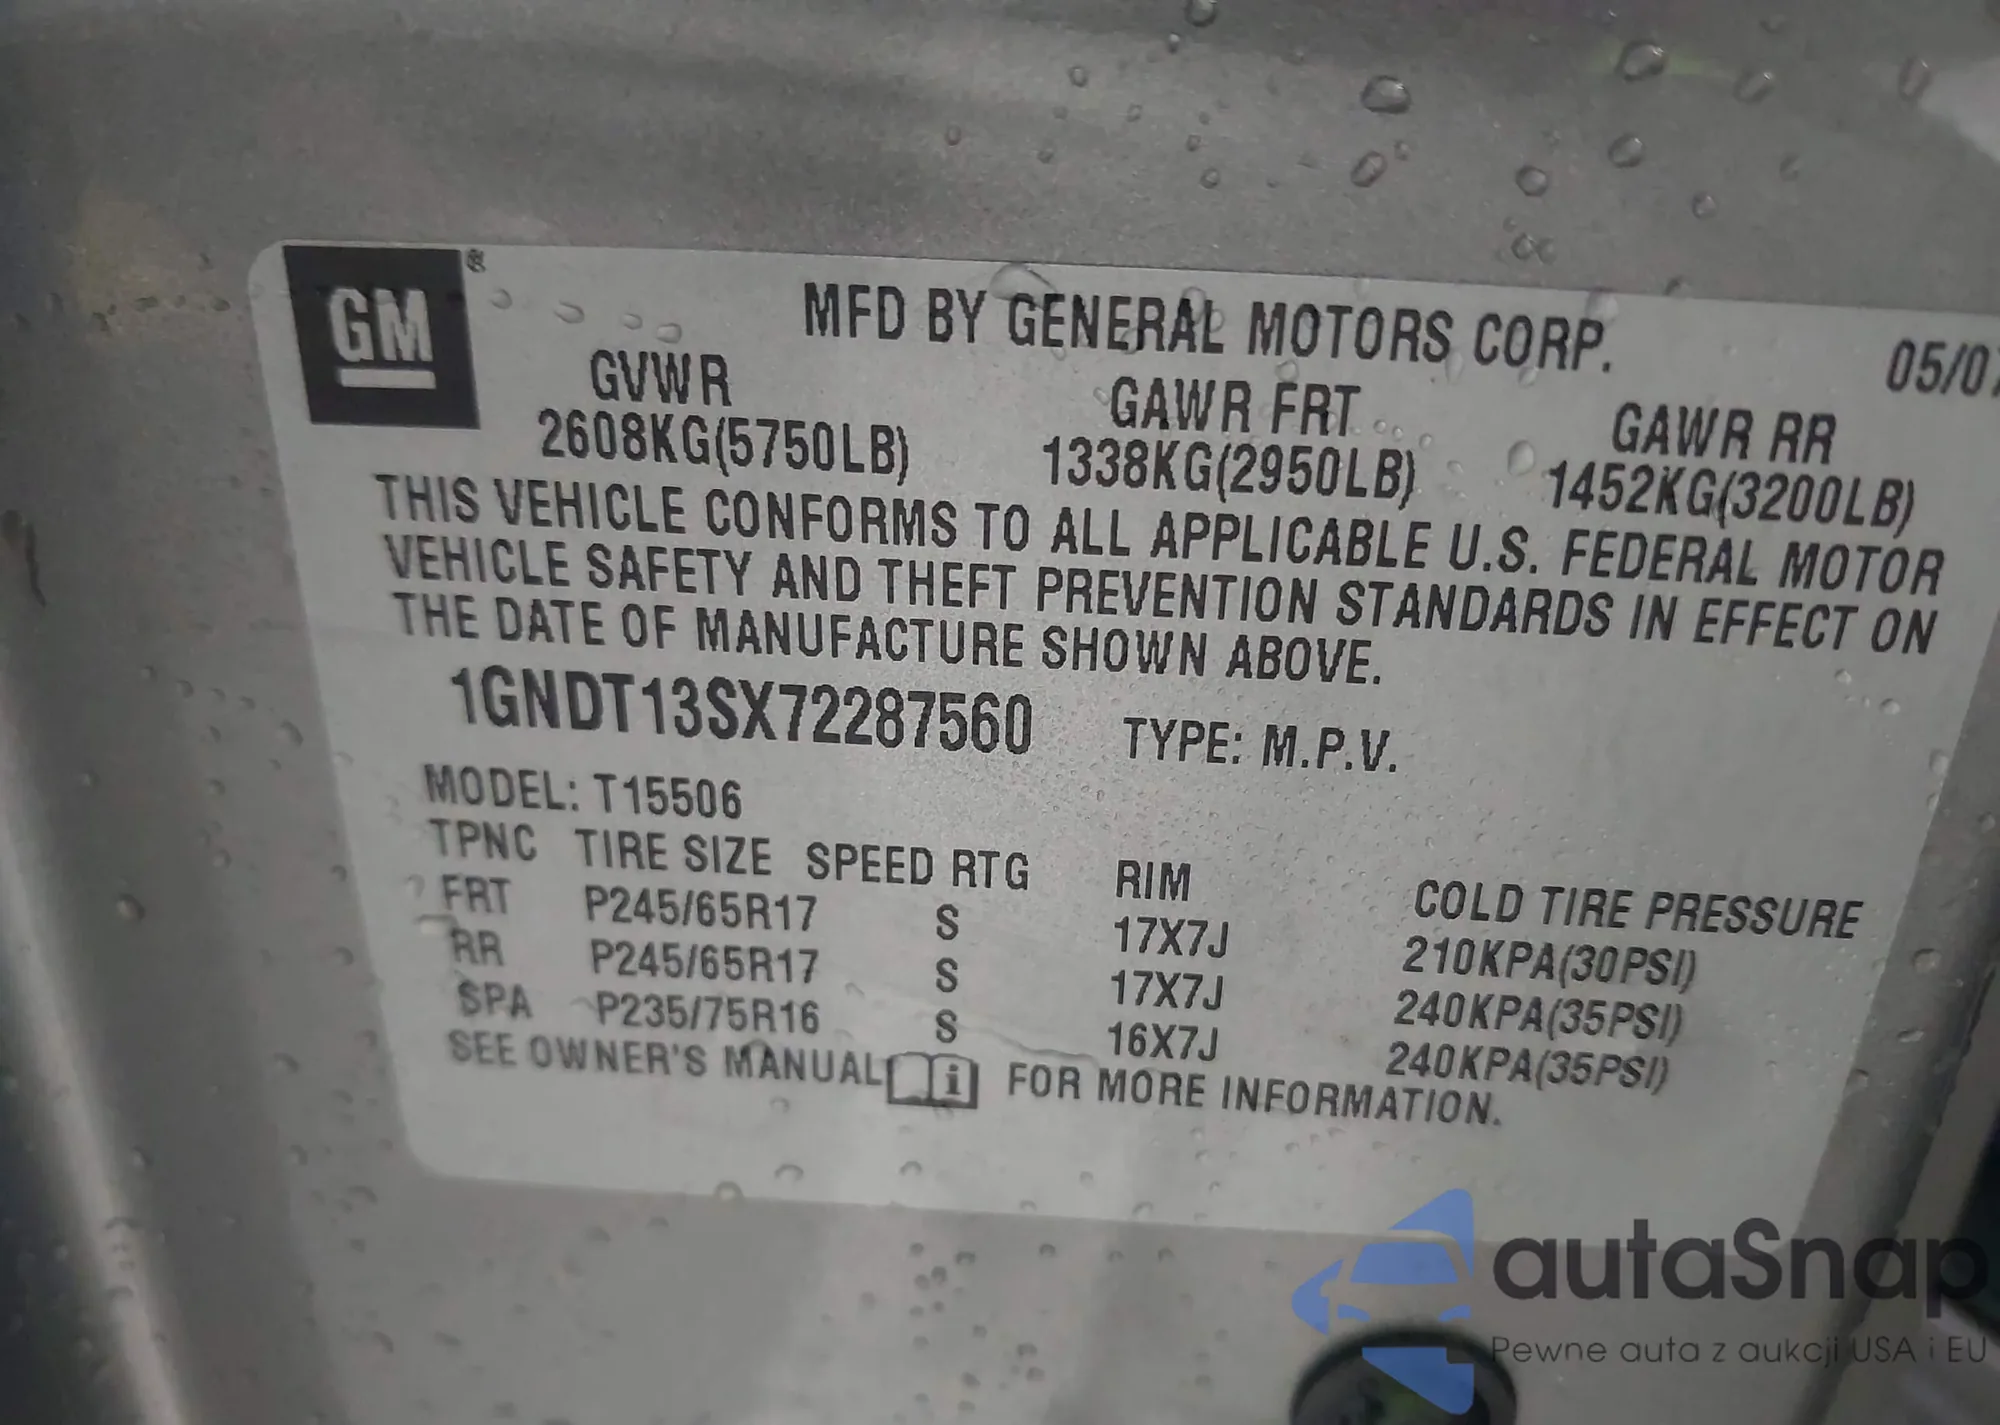 GM ®
MFD BY GENERAL MOTORS CORP. 05/07
GVWR GAWR FRT GAWR RR
2608KG(5750LB) 1338KG(2950LB) 1452KG(3200LB)
THIS VEHICLE CONFORMS TO ALL APPLICABLE U.S. FEDERAL MOTOR
VEHICLE SAFETY AND THEFT PREVENTION STANDARDS IN EFFECT ON
THE DATE OF MANUFACTURE SHOWN ABOVE.
1GNDT13SX72287560 TYPE: M.P.V.
MODEL: T15506
TPNC TIRE SIZE SPEED RTG RIM COLD TIRE PRESSURE
FRT P245/65R17 S 17X7J 210KPA(30PSI)
RR P245/65R17 S 17X7J 240KPA(35PSI)
SPA P235/75R16 S 16X7J 240KPA(35PSI)
SEE OWNER'S MANUAL i FOR MORE INFORMATION.
autaSnap
Pewne auta z aukcji USA i EU